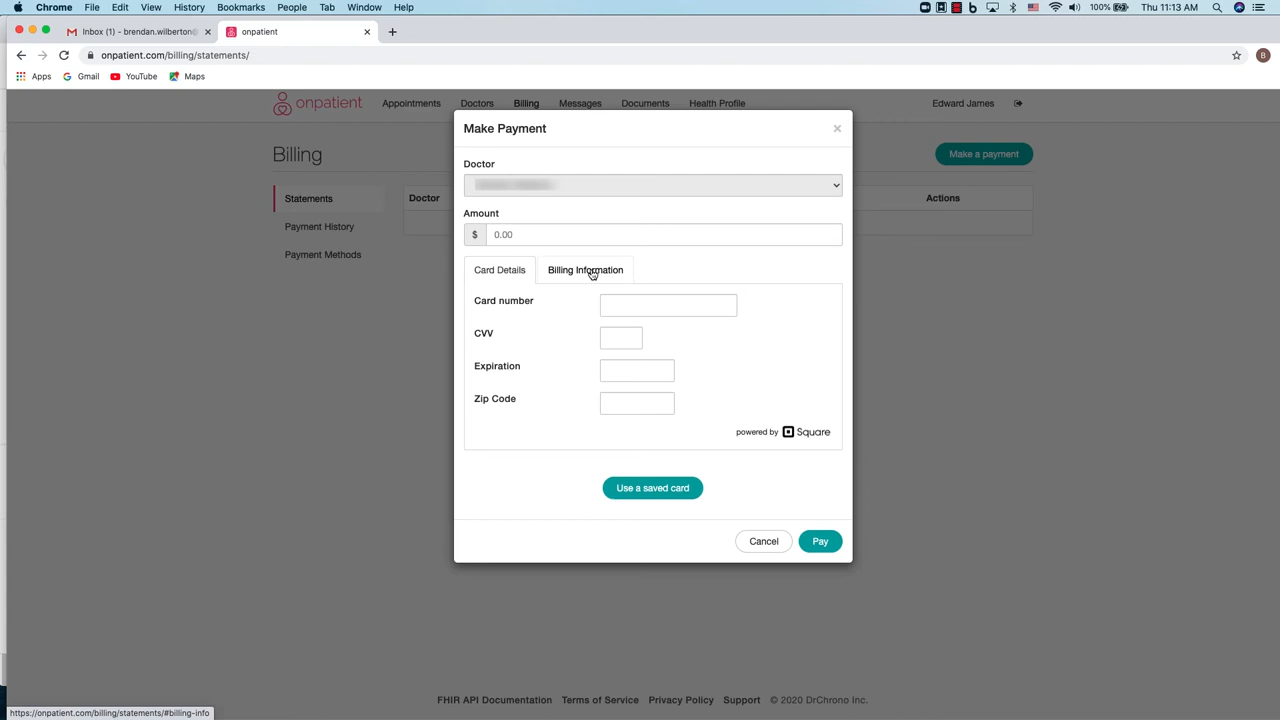 Chrome File Edit View History Bookmarks People Tab Window Help 100% Thu 11:13 AM
Inbox (1) - brendan.wilberton@ onpatient
onpatient.com/billing/statements/ B
Apps Gmail YouTube Maps
onpatient Appointments Doctors Billing Messages Documents Health Profile Edward James
Billing
Make a payment
Statements
Payment History
Payment Methods
Doctor Actions
Make Payment ×
Doctor
Amount
$ 0.00
Card Details Billing Information
Card number
CVV
Expiration
Zip Code
powered by Square
Use a saved card
Cancel Pay
FHIR API Documentation Terms of Service Privacy Policy Support © 2020 DrChrono Inc.
https://onpatient.com/billing/statements/#billing-info